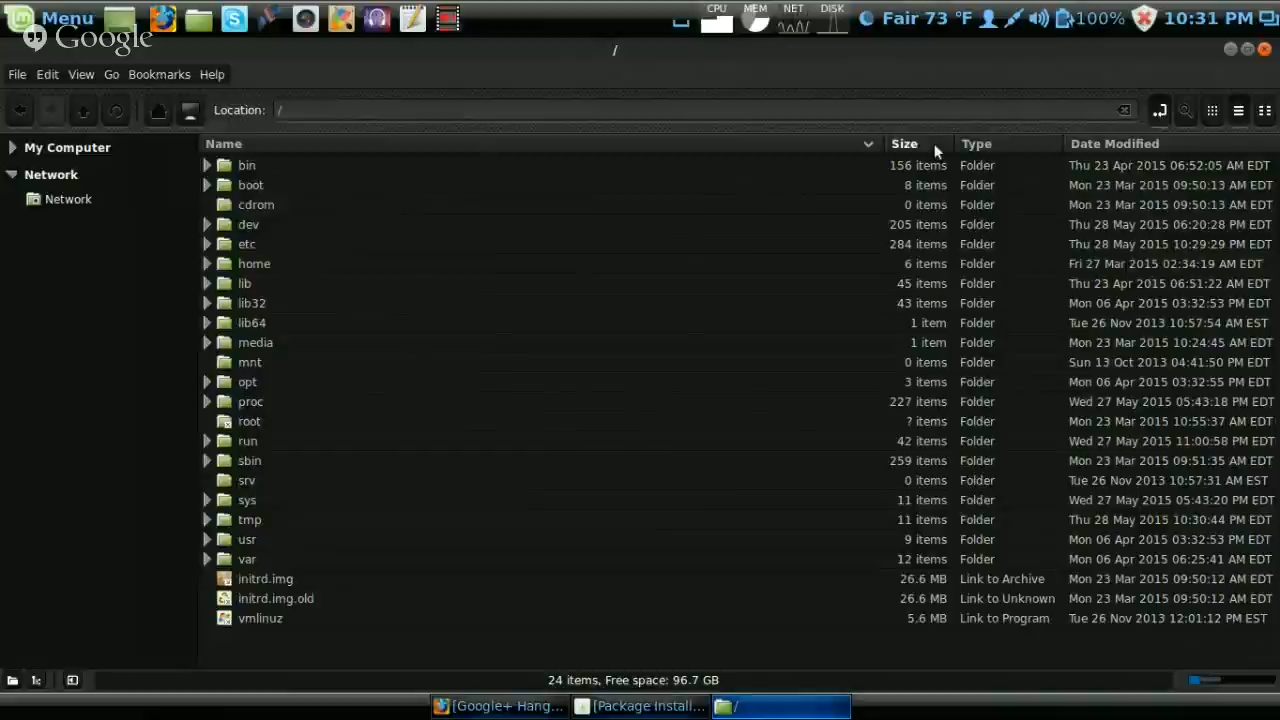 Menu CPU MEM NET DISK Fair 73 °F 100% 10:31 PM
Google
/
File Edit View Go Bookmarks Help
Location: /
My Computer
Network
Network
Name Size Type Date Modified
bin 156 items Folder Thu 23 Apr 2015 06:52:05 AM EDT
boot 8 items Folder Mon 23 Mar 2015 09:50:13 AM EDT
cdrom 0 items Folder Mon 23 Mar 2015 09:50:13 AM EDT
dev 205 items Folder Thu 28 May 2015 06:20:28 PM EDT
etc 284 items Folder Thu 28 May 2015 10:29:29 PM EDT
home 6 items Folder Fri 27 Mar 2015 02:34:19 AM EDT
lib 45 items Folder Thu 23 Apr 2015 06:51:22 AM EDT
lib32 43 items Folder Mon 06 Apr 2015 03:32:53 PM EDT
lib64 1 item Folder Tue 26 Nov 2013 10:57:54 AM EST
media 1 item Folder Mon 23 Mar 2015 10:24:45 AM EDT
mnt 0 items Folder Sun 13 Oct 2013 04:41:50 PM EDT
opt 3 items Folder Mon 06 Apr 2015 03:32:55 PM EDT
proc 227 items Folder Wed 27 May 2015 05:43:18 PM EDT
root ? items Folder Mon 23 Mar 2015 10:55:37 AM EDT
run 42 items Folder Wed 27 May 2015 11:00:58 PM EDT
sbin 259 items Folder Mon 23 Mar 2015 09:51:35 AM EDT
srv 0 items Folder Tue 26 Nov 2013 10:57:31 AM EST
sys 11 items Folder Wed 27 May 2015 05:43:20 PM EDT
tmp 11 items Folder Thu 28 May 2015 10:30:44 PM EDT
usr 9 items Folder Mon 06 Apr 2015 03:32:53 PM EDT
var 12 items Folder Mon 06 Apr 2015 06:25:41 AM EDT
initrd.img 26.6 MB Link to Archive Mon 23 Mar 2015 09:50:12 AM EDT
initrd.img.old 26.6 MB Link to Unknown Mon 23 Mar 2015 09:50:12 AM EDT
vmlinuz 5.6 MB Link to Program Tue 26 Nov 2013 12:01:12 PM EST
24 items, Free space: 96.7 GB
[Google+ Hang... [Package Install... /